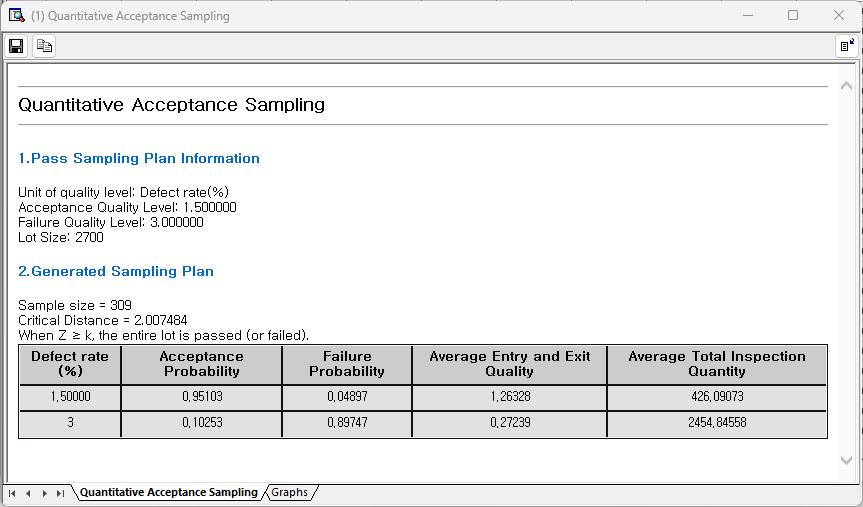 (1) Quantitative Acceptance Sampling
Quantitative Acceptance Sampling
1.Pass Sampling Plan Information
Unit of quality level: Defect rate(%)
Acceptance Quality Level: 1.500000
Failure Quality Level: 3.000000
Lot Size: 2700
2.Generated Sampling Plan
Sample size = 309
Critical Distance = 2.007484
When Z ≥ k, the entire lot is passed (or failed).
Defect rate (%) Acceptance Probability Failure Probability Average Entry and Exit Quality Average Total Inspection Quantity
1,50000 0,95103 0,04897 1,26328 426,09073
3 0,10253 0,89747 0,27239 2454,84558
Quantitative Acceptance Sampling Graphs